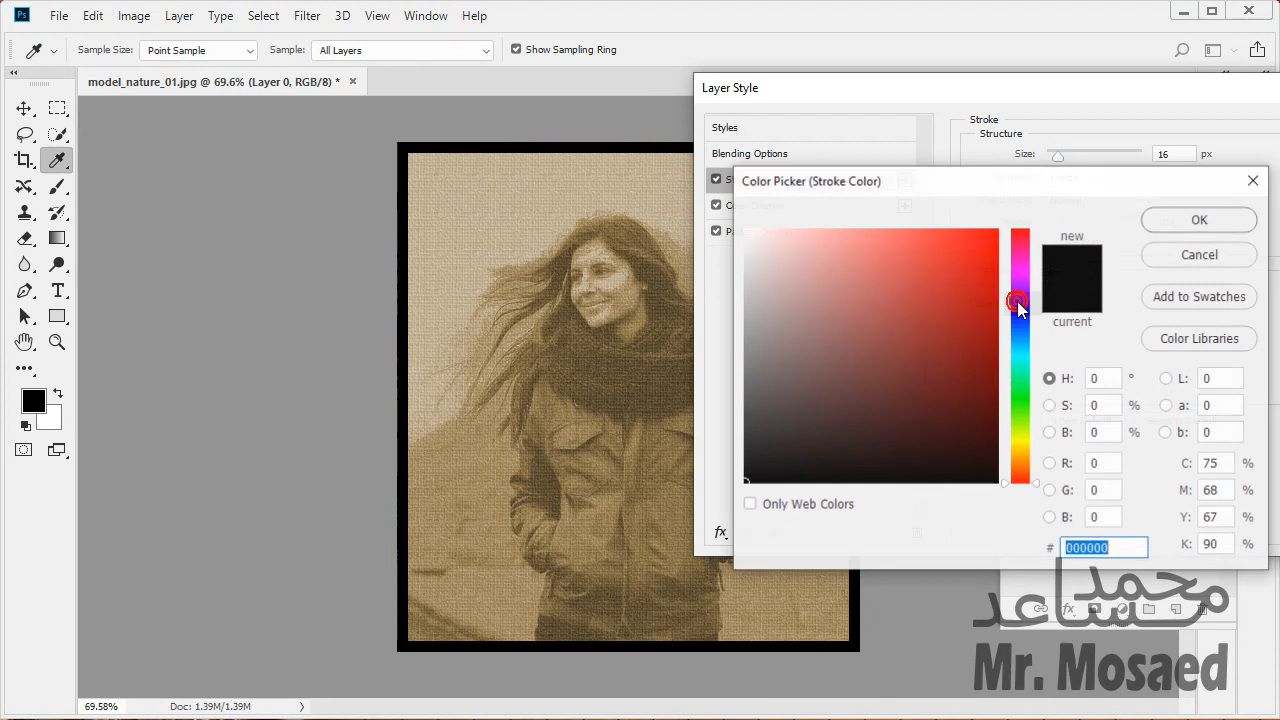 Ps File Edit Image Layer Type Select Filter 3D View Window Help
Sample Size: Point Sample Sample: All Layers Show Sampling Ring
model_nature_01.jpg @ 69.6% (Layer 0, RGB/8) *
Layer Style
Styles
Blending Options
Stroke
Structure
Size: 16 px
Color Picker (Stroke Color)
new
current
OK
Cancel
Add to Swatches
Color Libraries
H: 0 ° L: 0
S: 0 % a: 0
B: 0 % b: 0
R: 0 C: 75 %
G: 0 M: 68 %
B: 0 Y: 67 %
# 000000 K: 90 %
Only Web Colors
fx
fx
محمد مساعد
Mr. Mosaed
69.58% Doc: 1.39M/1.39M